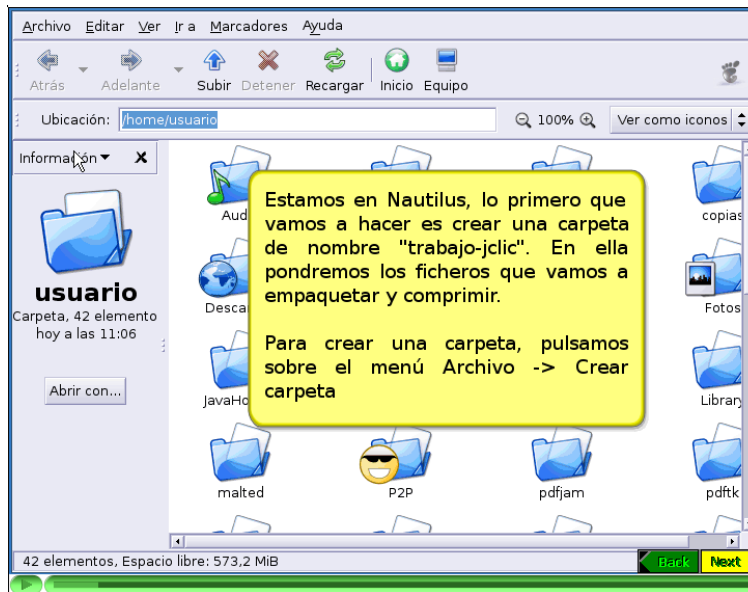 Archivo Editar Ver Ir a Marcadores Ayuda
Atrás Adelante Subir Detener Recargar Inicio Equipo
Ubicación: /home/usuario 100% Ver como iconos
Información
usuario
Carpeta, 42 elemento
hoy a las 11:06
Abrir con...
Aud
copias
Estamos en Nautilus, lo primero que
vamos a hacer es crear una carpeta
de nombre "trabajo-jclic". En ella
pondremos los ficheros que vamos a
empaquetar y comprimir.
Para crear una carpeta, pulsamos
sobre el menú Archivo -> Crear
carpeta
Desca
Fotos
JavaHo
Library
malted P2P pdfjam pdftk
42 elementos, Espacio libre: 573,2 MiB
Back Next